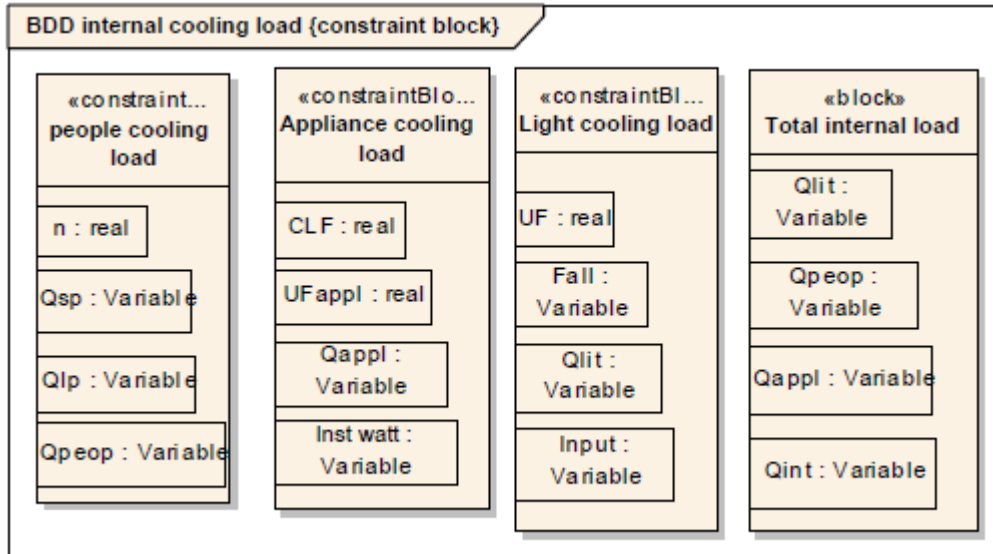 BDD internal cooling load {constraint block}
«constraint...
people cooling
load
n : real
Qsp : Variable
Qlp : Variable
Qpeop : Variable
«constraintBlo...
Appliance cooling
load
CLF : real
UFappl : real
Qappl :
Variable
Inst watt :
Variable
«constraintBl...
Light cooling load
UF : real
Fall :
Variable
Qlit :
Variable
Input :
Variable
«block»
Total internal load
Qlit :
Variable
Qpeop :
Variable
Qappl : Variable
Qint : Variable